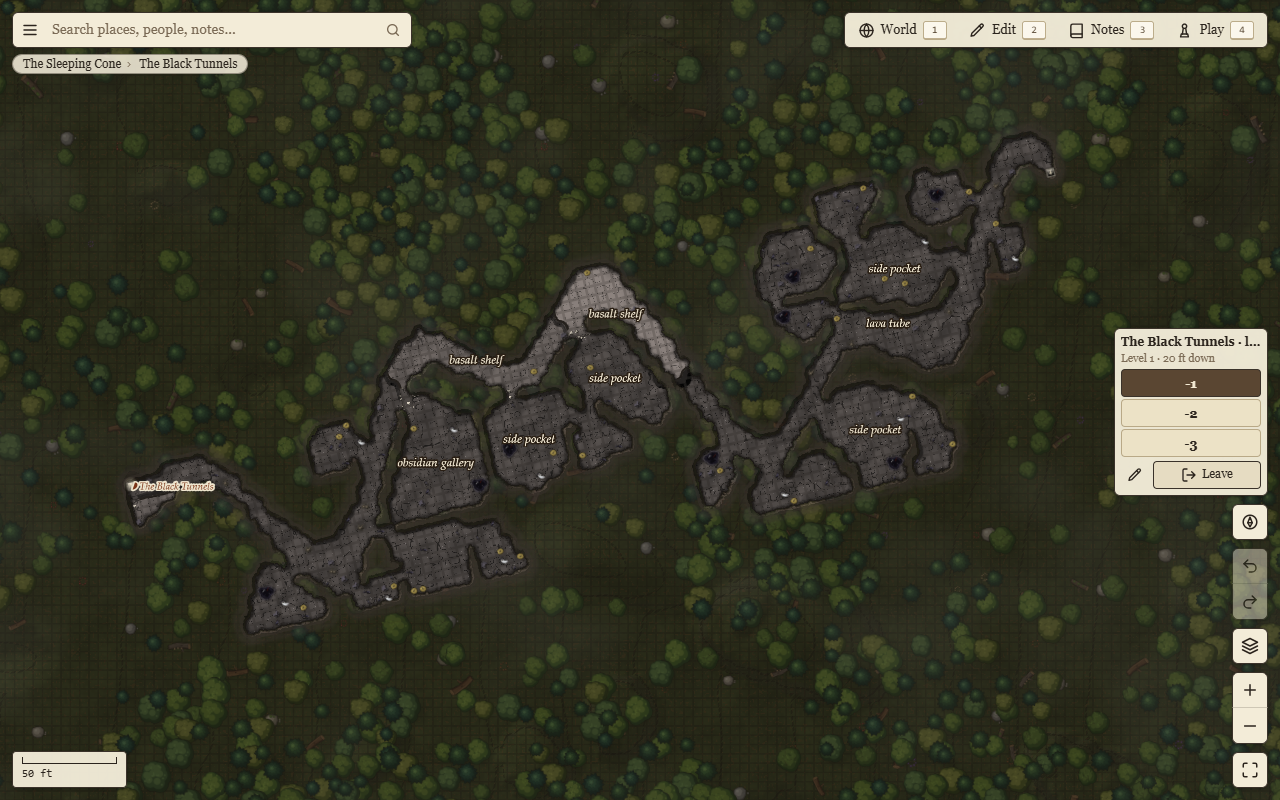 Search places, people, notes...
World 1
Edit 2
Notes 3
Play 4
The Sleeping Cone › The Black Tunnels
side pocket
basalt shelf
lava tube
basalt shelf
side pocket
side pocket
side pocket
obsidian gallery
The Black Tunnels
The Black Tunnels · l...
Level 1 · 20 ft down
-1
-2
-3
Leave
50 ft